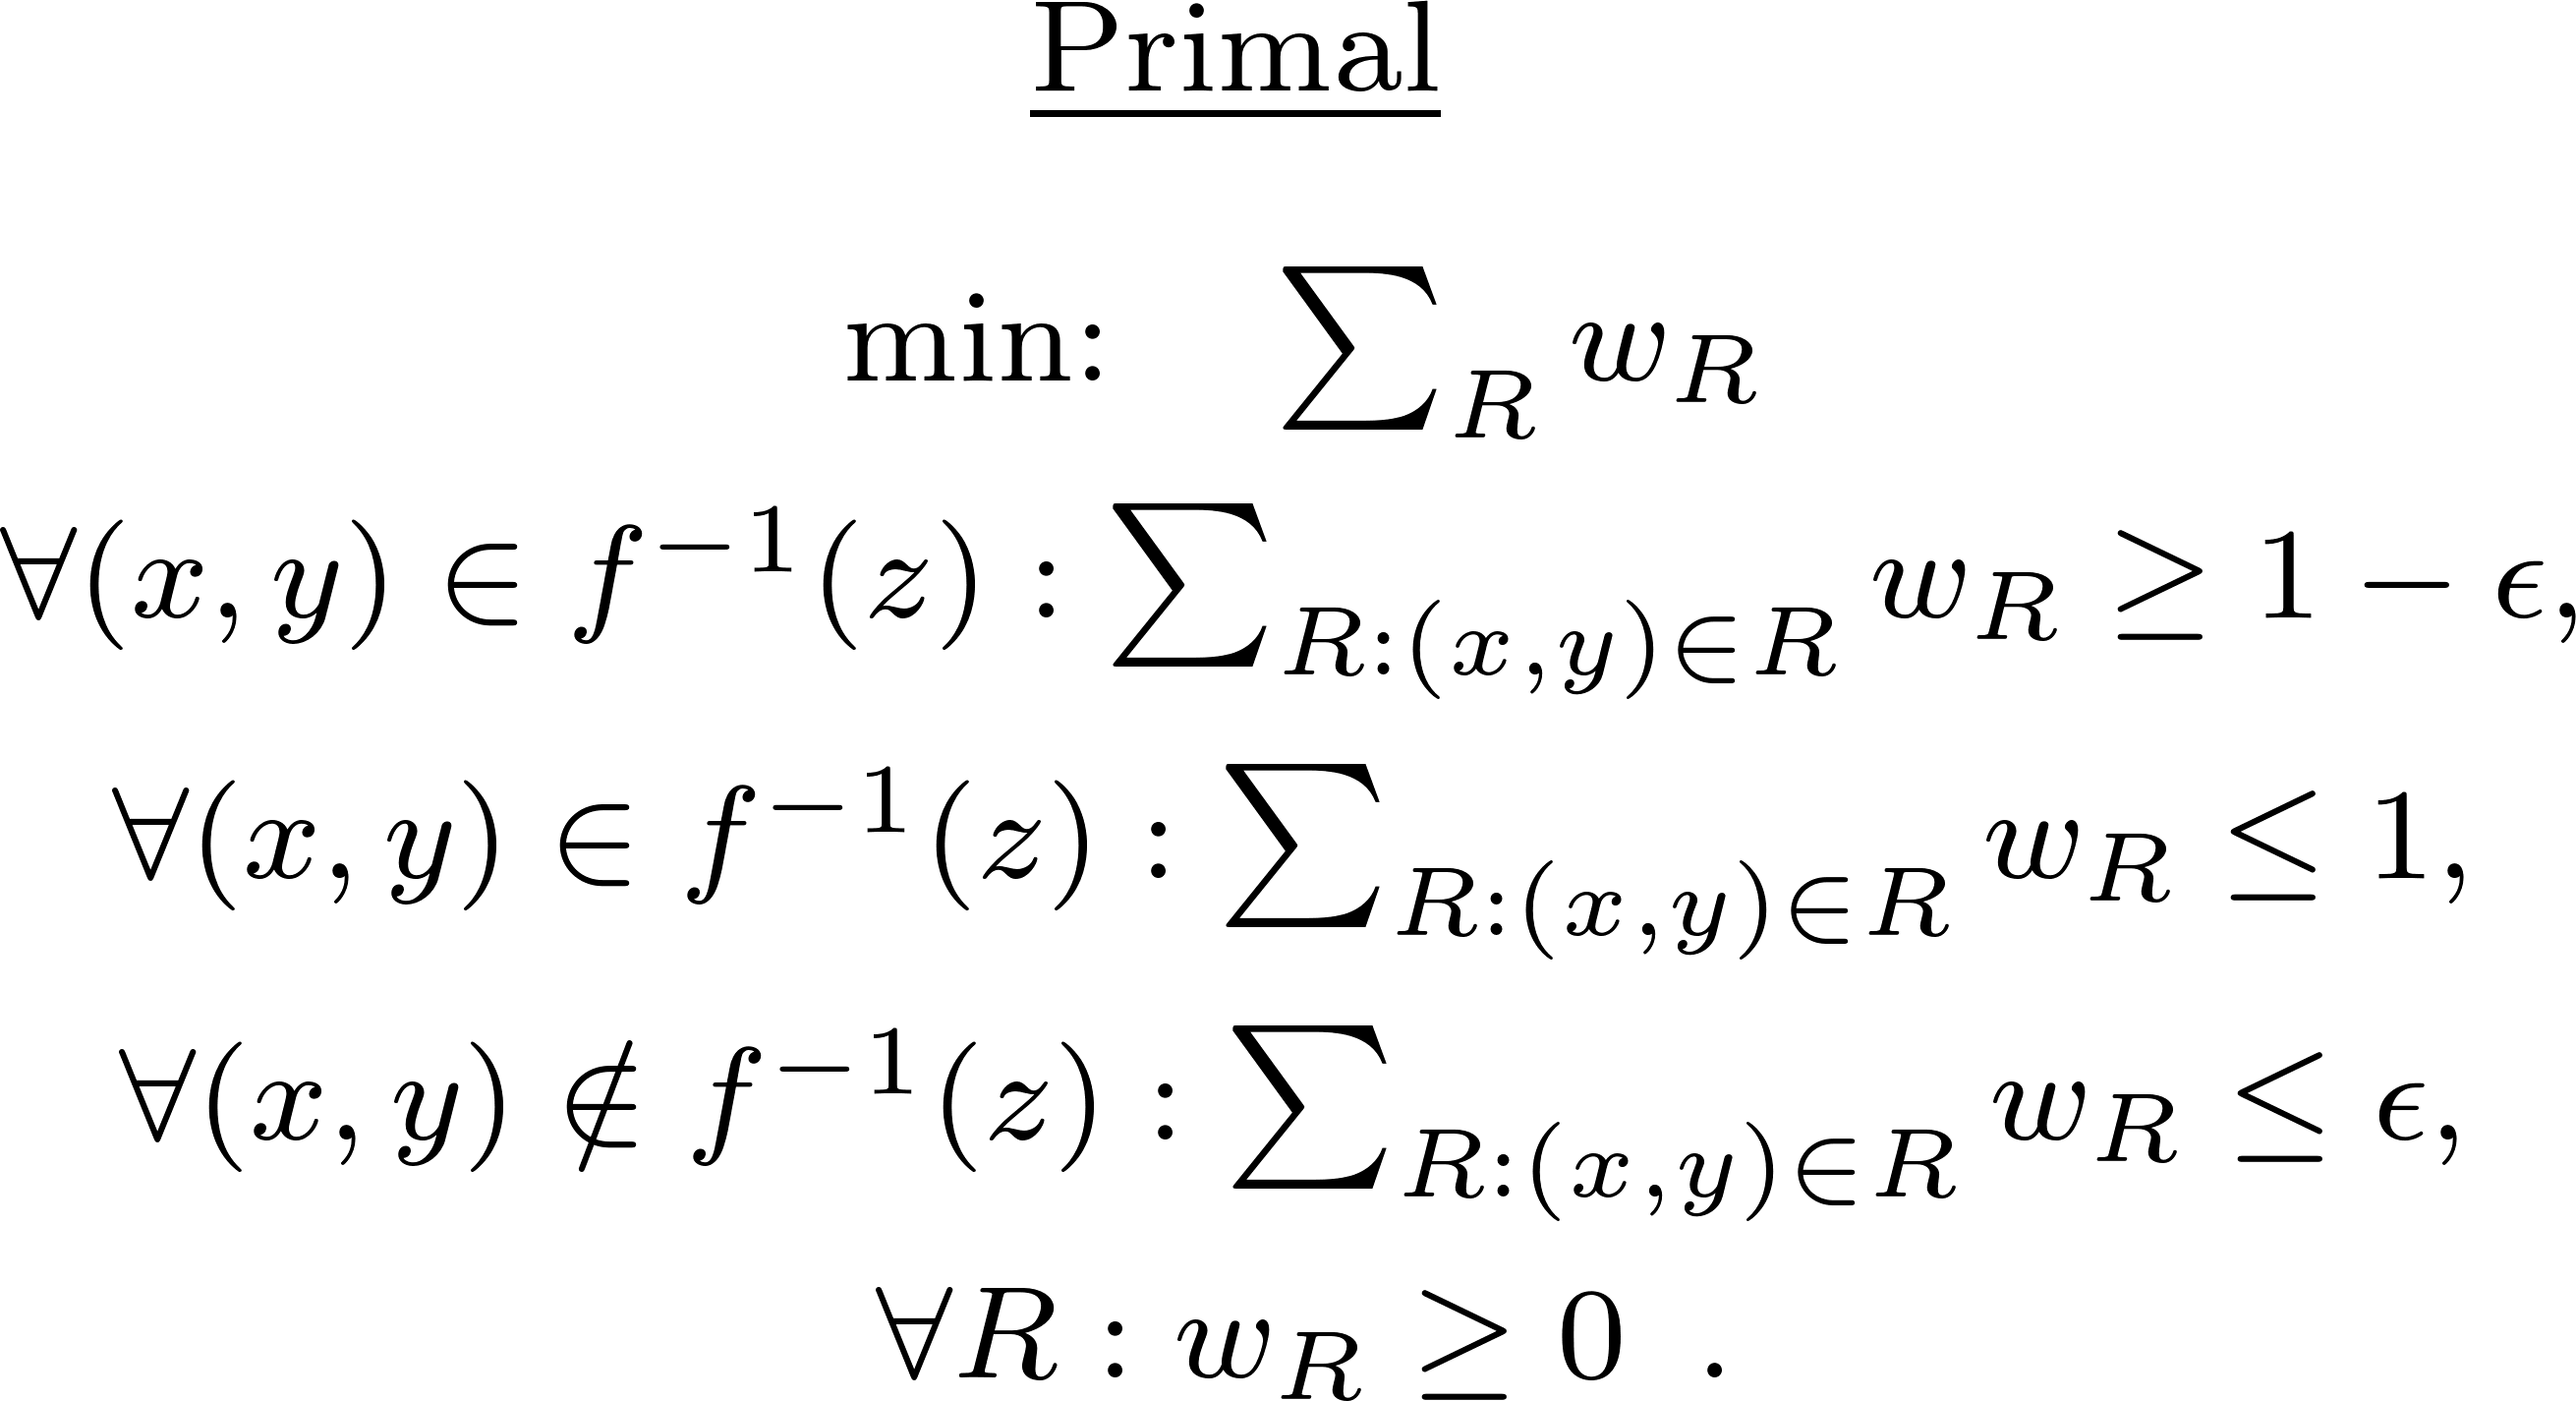 Primal
min: ∑_R w_R
∀(x, y) ∈ f^{-1}(z) : ∑_{R:(x,y)∈R} w_R ≥ 1 − ϵ,
∀(x, y) ∈ f^{-1}(z) : ∑_{R:(x,y)∈R} w_R ≤ 1,
∀(x, y) ∉ f^{-1}(z) : ∑_{R:(x,y)∈R} w_R ≤ ϵ,
∀R : w_R ≥ 0 .